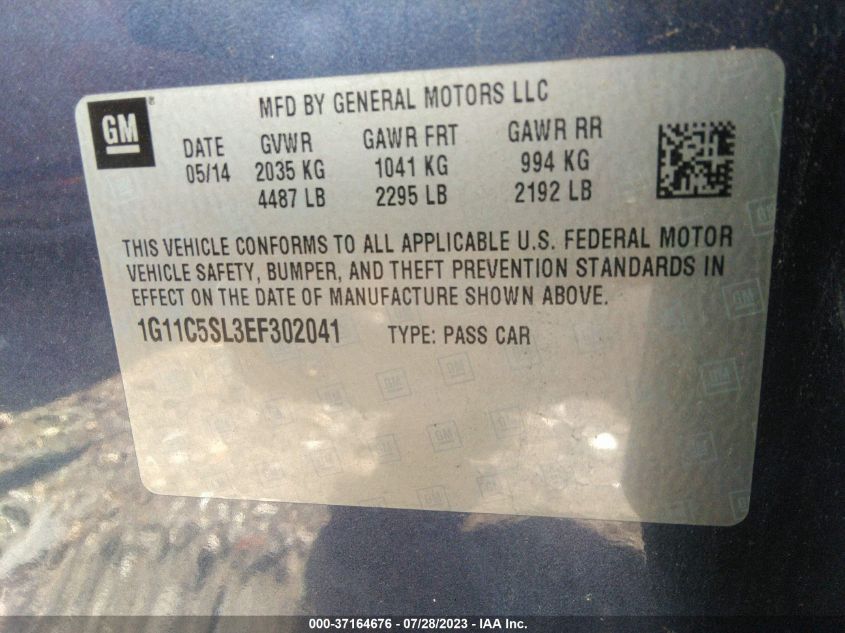 GM
MFD BY GENERAL MOTORS LLC
DATE GVWR GAWR FRT GAWR RR
05/14 2035 KG 1041 KG 994 KG
4487 LB 2295 LB 2192 LB
THIS VEHICLE CONFORMS TO ALL APPLICABLE U.S. FEDERAL MOTOR
VEHICLE SAFETY, BUMPER, AND THEFT PREVENTION STANDARDS IN
EFFECT ON THE DATE OF MANUFACTURE SHOWN ABOVE.
1G11C5SL3EF302041 TYPE: PASS CAR
000-37164676 / 07/28/2023 - IAA Inc.